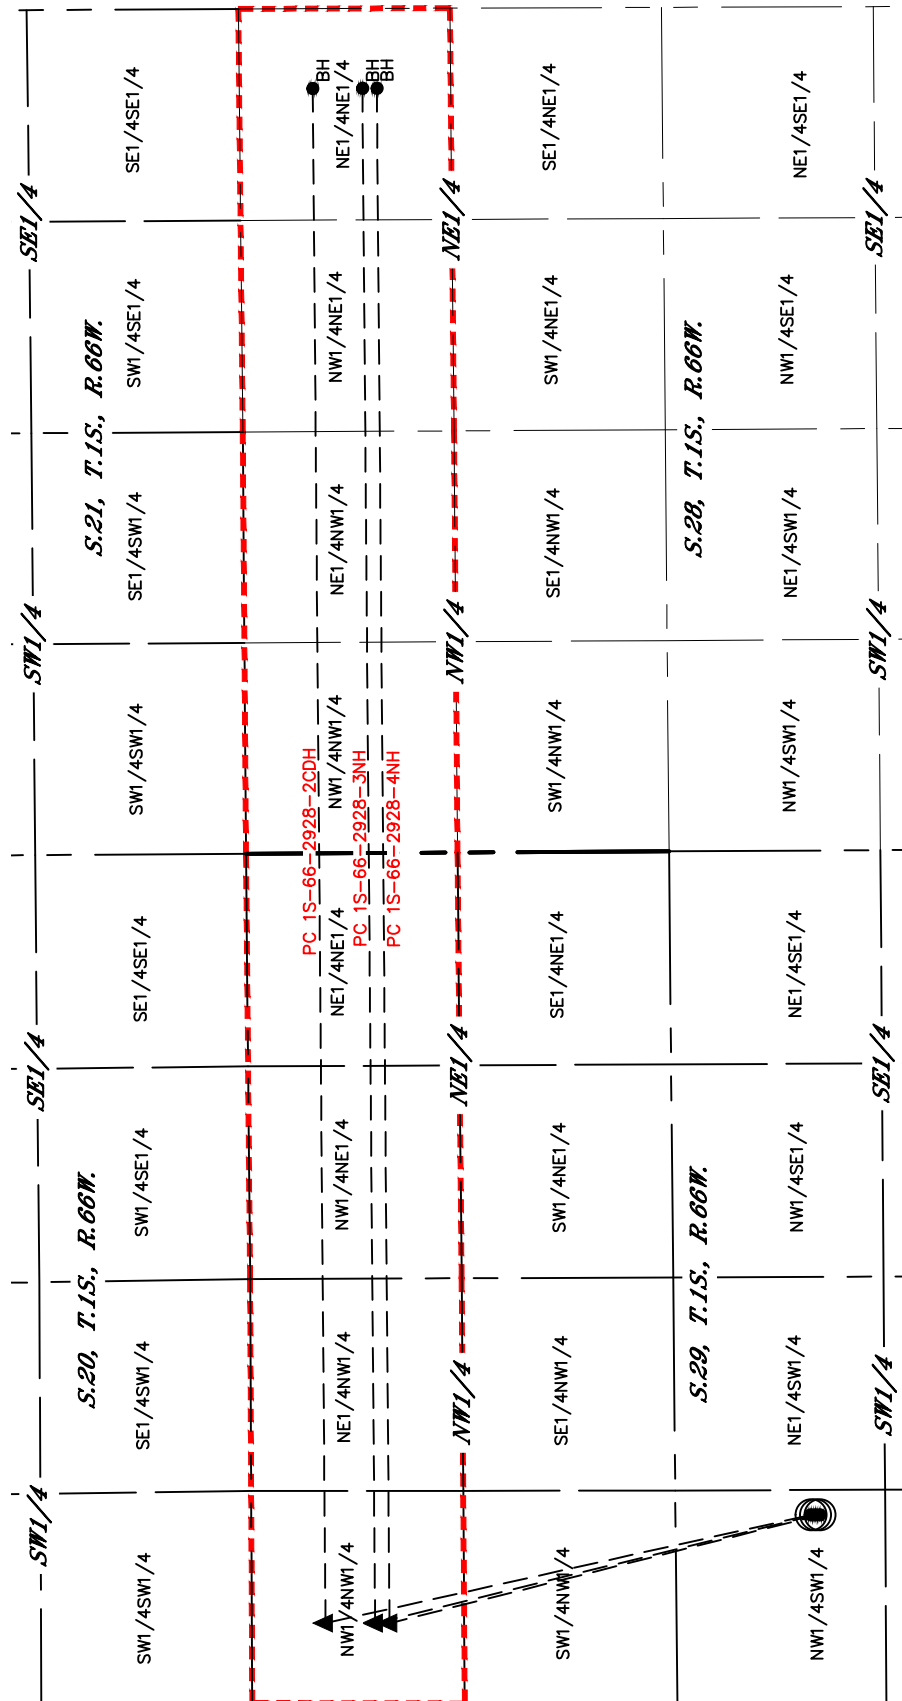 SW1/4
SE1/4
SW1/4
SE1/4
S.20, T.1S., R.66W.
S.21, T.1S., R.66W.
SW1/4SW1/4
SE1/4SW1/4
SW1/4SE1/4
SE1/4SE1/4
SW1/4SW1/4
SE1/4SW1/4
SW1/4SE1/4
SE1/4SE1/4
PC 1S-66-2928-2CDH
BH
NW1/4NW1/4
NE1/4NW1/4
NW1/4NE1/4
NE1/4NE1/4
NW1/4NW1/4
NE1/4NW1/4
NW1/4NE1/4
NE1/4NE1/4
PC 1S-66-2928-3NH
BH
PC 1S-66-2928-4NH
BH
NW1/4
NE1/4
NW1/4
NE1/4
SW1/4NW1/4
SE1/4NW1/4
SW1/4NE1/4
SE1/4NE1/4
SW1/4NW1/4
SE1/4NW1/4
SW1/4NE1/4
SE1/4NE1/4
S.29, T.1S., R.66W.
S.28, T.1S., R.66W.
NW1/4SW1/4
NE1/4SW1/4
NW1/4SE1/4
NE1/4SE1/4
NW1/4SW1/4
NE1/4SW1/4
NW1/4SE1/4
NE1/4SE1/4
SW1/4
SE1/4
SW1/4
SE1/4